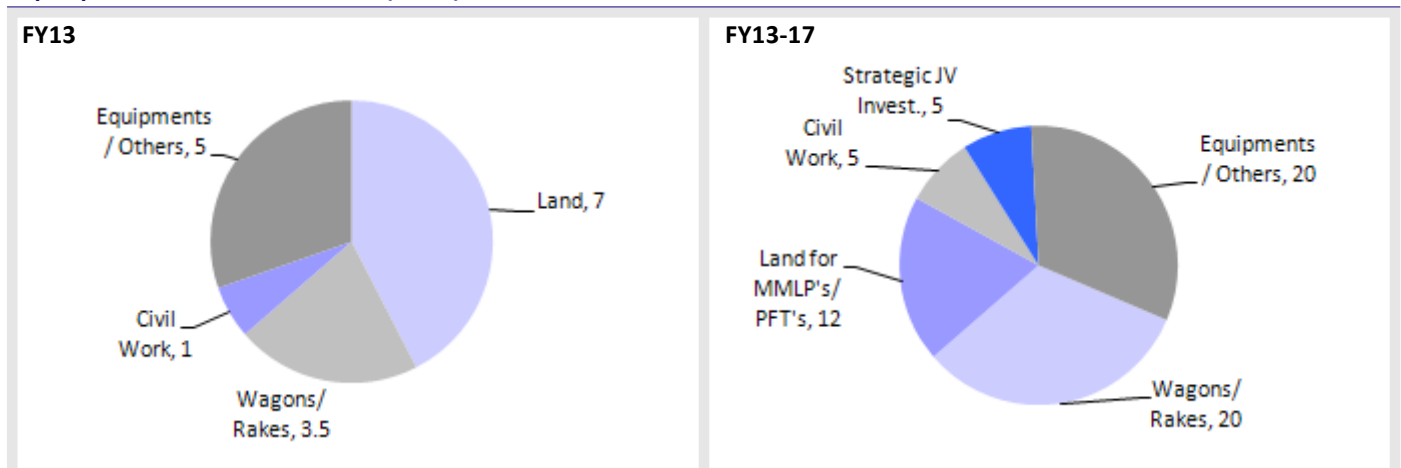 FY13
Equipments
/ Others, 5
Land, 7
Civil
Work, 1
Wagons/
Rakes, 3.5
FY13-17
Strategic JV
Invest., 5
Civil
Work, 5
Equipments
/ Others, 20
Land for
MMLP's/
PFT's, 12
Wagons/
Rakes, 20